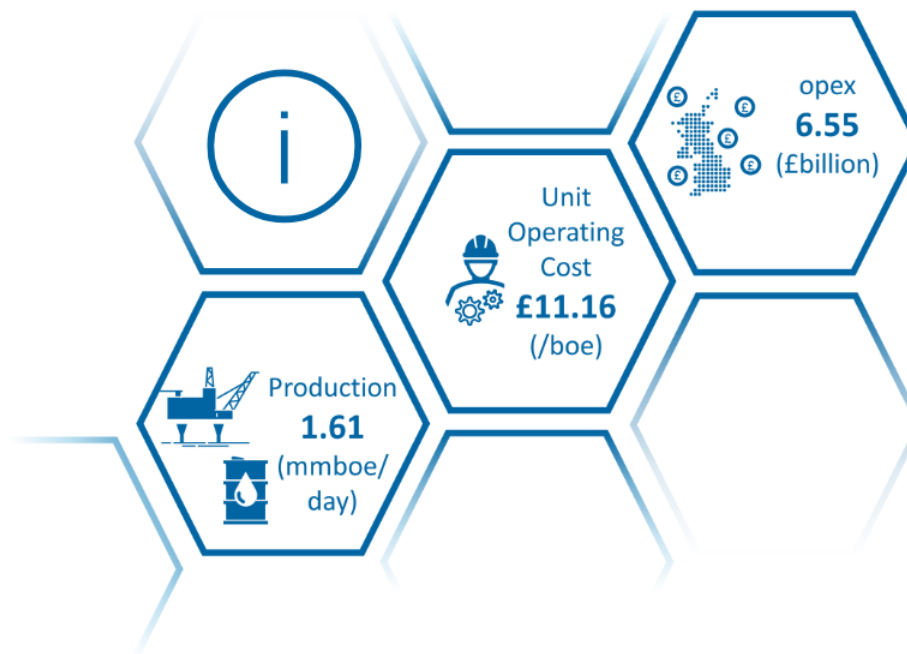 i
opex
6.55
(£billion)
£
£
£
£
£
Unit
Operating
Cost
£11.16
(/boe)
Production
1.61
(mmboe/
day)